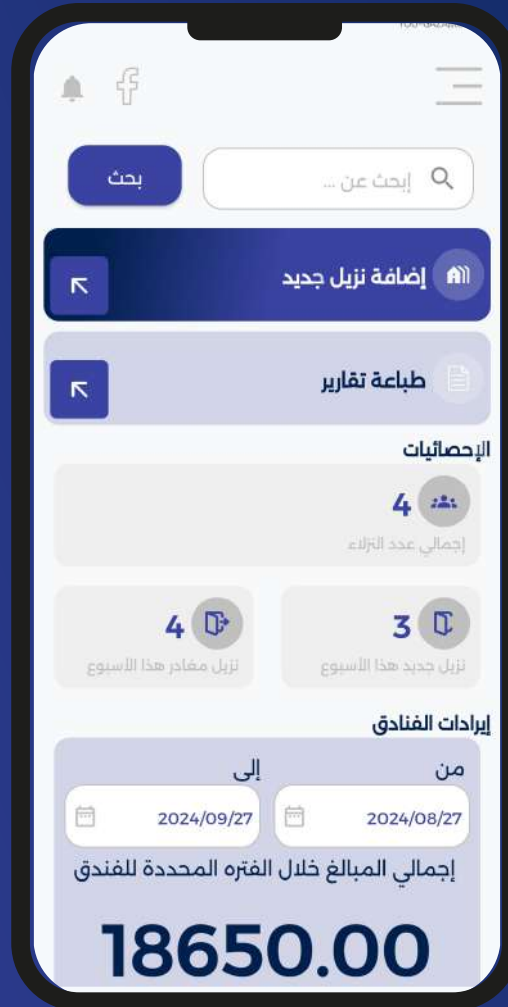 إبحث عن ...
بحث
إضافة نزيل جديد
طباعة تقارير
الإحصائيات
4
إجمالي عدد النزلاء
3
نزيل جديد هذا الأسبوع
4
نزيل مغادر هذا الأسبوع
إيرادات الفنادق
من
إلى
2024/08/27
2024/09/27
إجمالي المبالغ خلال الفتره المحددة للفندق
18650.00